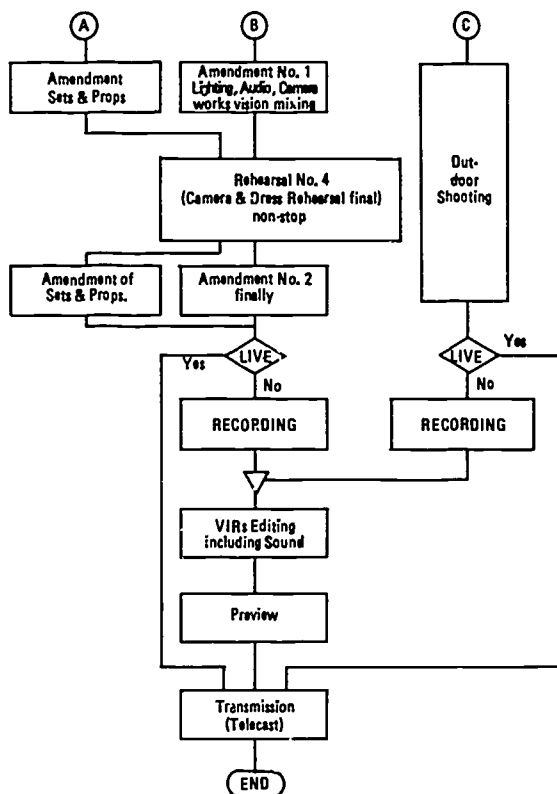 A
B
C
Amendment
Sets & Props
Amendment No. 1
Lighting, Audio, Camera
works vision mixing
Out-
door
Shooting
Rehearsal No. 4
(Camera & Dress Rehearsal final)
non-stop
Amendment of
Sets & Props.
Amendment No. 2
finally
Yes
LIVE
No
Yes
LIVE
No
RECORDING
RECORDING
VIRs Editing
including Sound
Preview
Transmission
(Telecast)
END